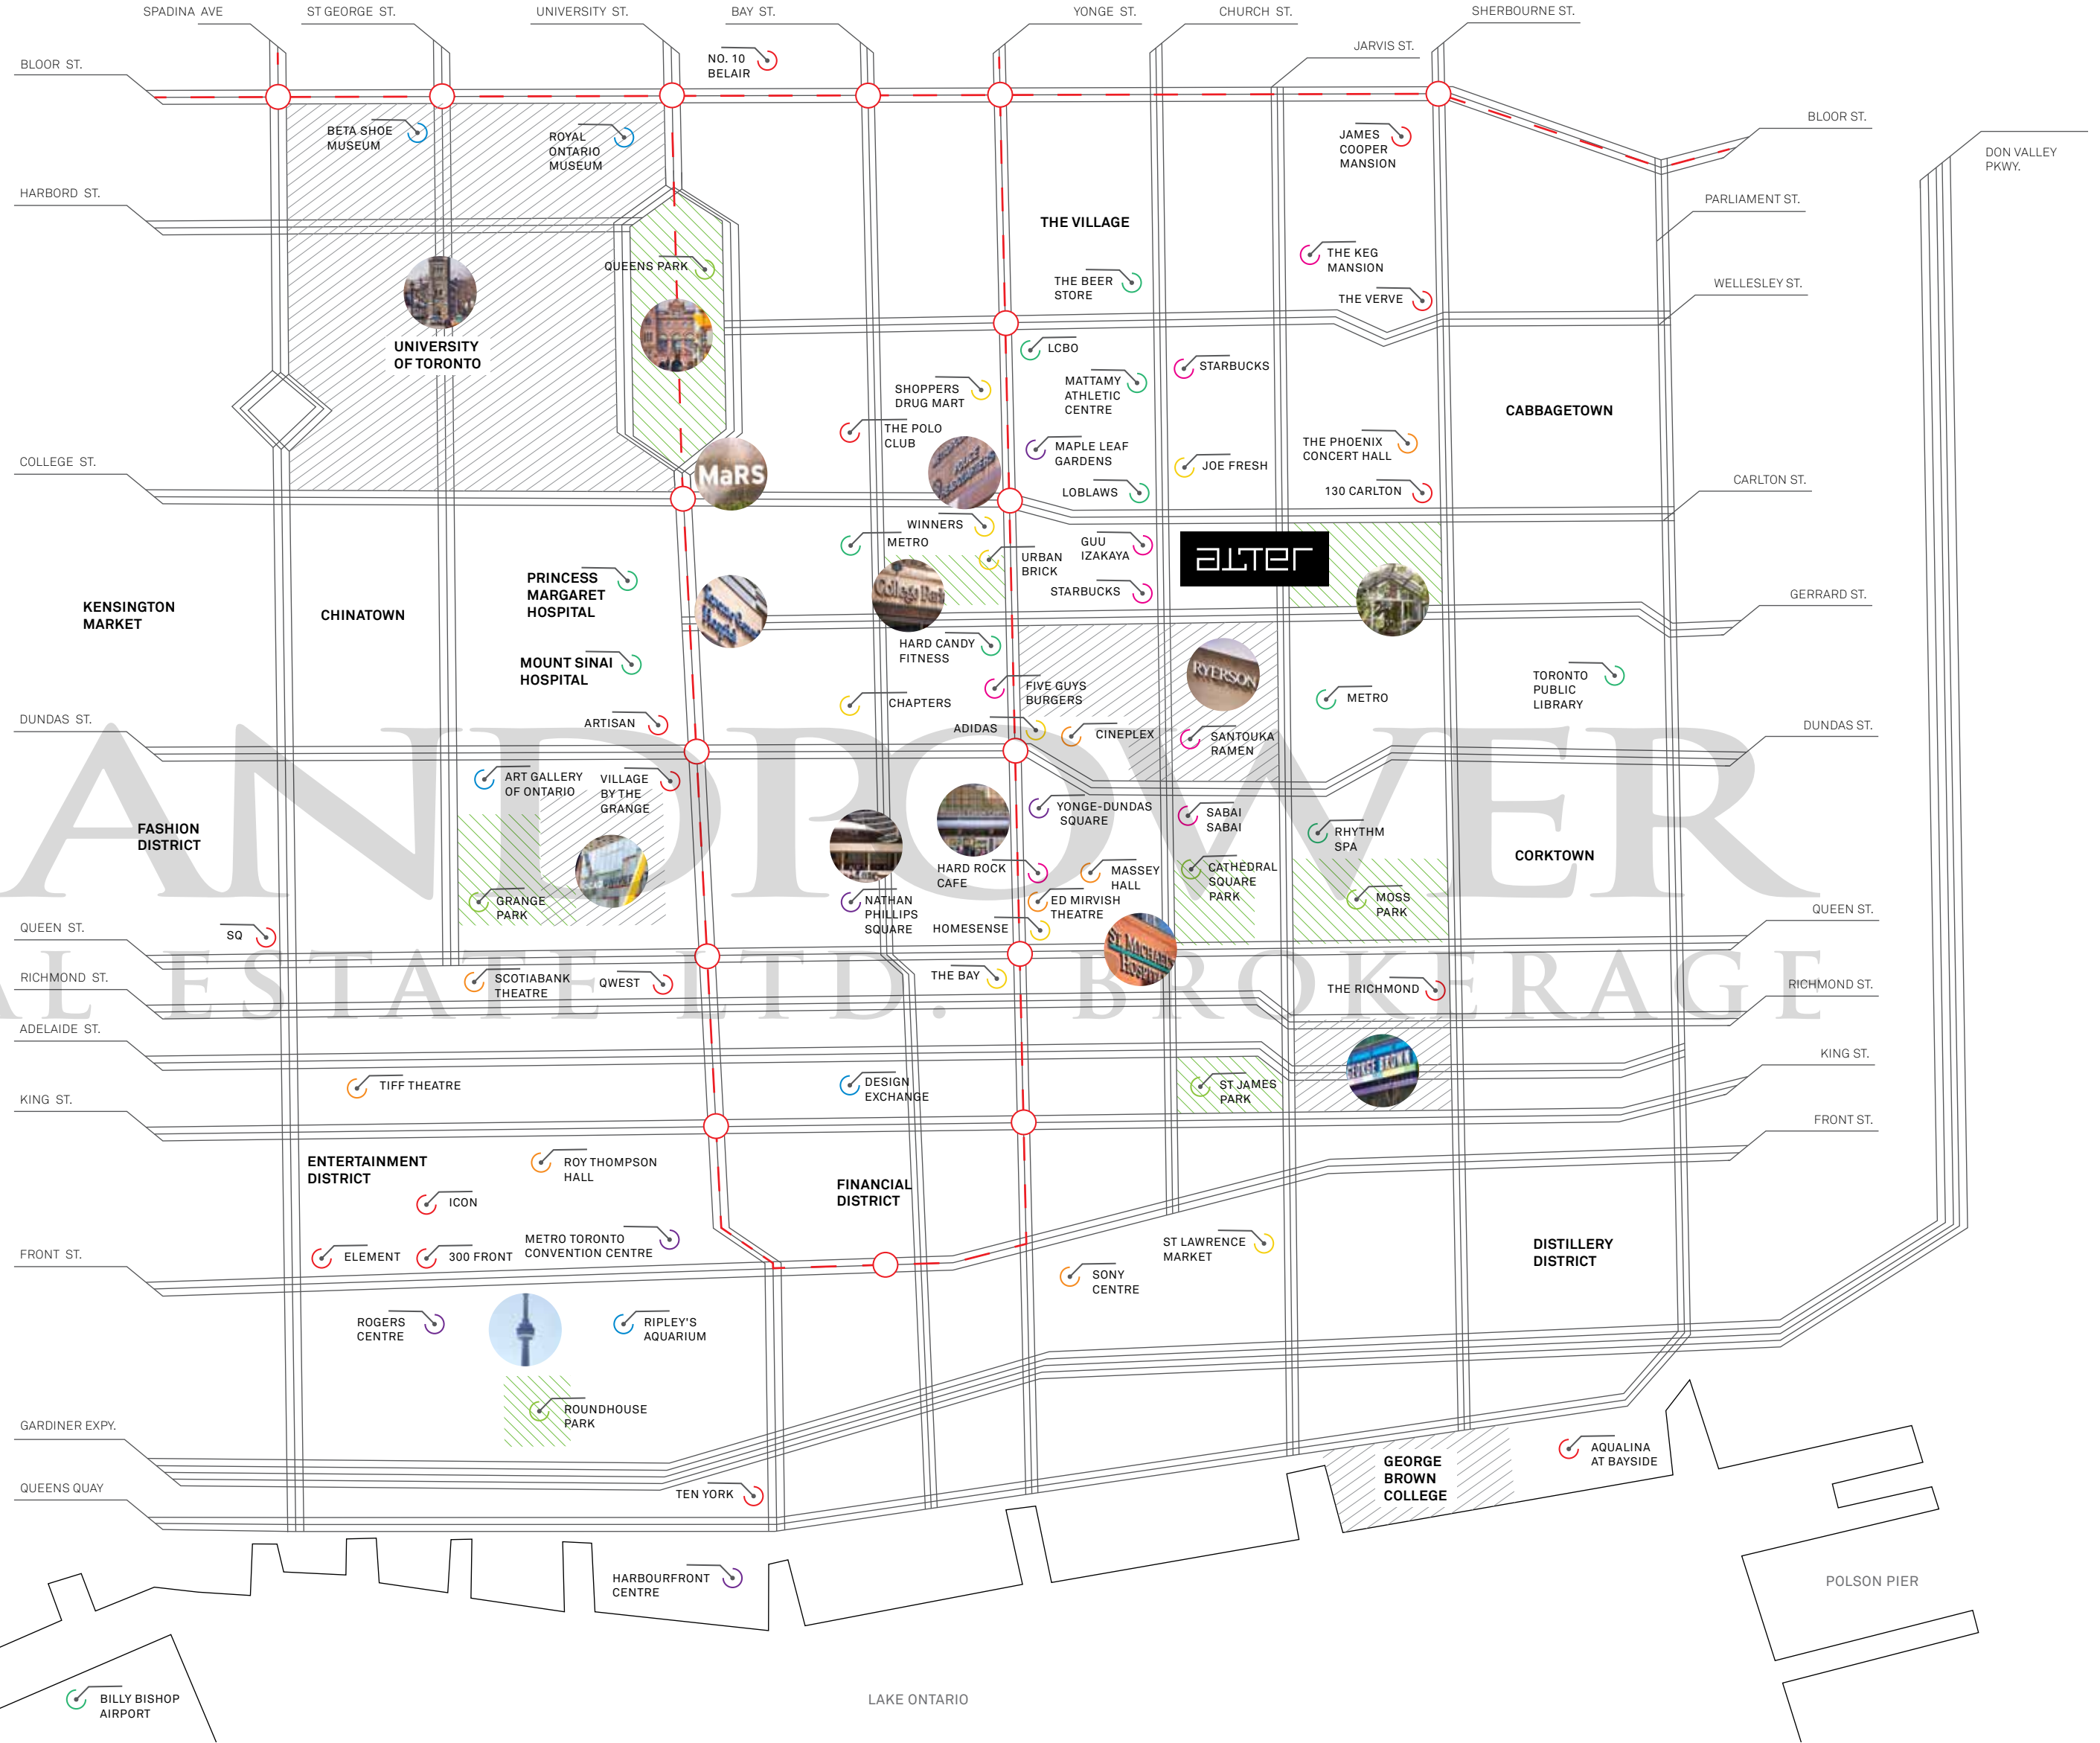 SPADINA AVE
ST GEORGE ST.
UNIVERSITY ST.
BAY ST.
YONGE ST.
CHURCH ST.
SHERBOURNE ST.
JARVIS ST.
BLOOR ST.
NO. 10
BELAIR
BLOOR ST.
DON VALLEY
PKWY.
BETA SHOE
MUSEUM
ROYAL
ONTARIO
MUSEUM
JAMES
COOPER
MANSION
HARBORD ST.
PARLIAMENT ST.
THE VILLAGE
QUEENS PARK
THE KEG
MANSION
THE BEER
STORE
THE VERVE
WELLESLEY ST.
UNIVERSITY
OF TORONTO
LCBO
STARBUCKS
SHOPPERS
DRUG MART
MATTAMY
ATHLETIC
CENTRE
CABBAGETOWN
THE POLO
CLUB
MAPLE LEAF
GARDENS
THE PHOENIX
CONCERT HALL
COLLEGE ST.
MaRS
POLICE
HEADQUARTERS
JOE FRESH
LOBLAWS
130 CARLTON
CARLTON ST.
WINNERS
METRO
URBAN
BRICK
GUU
IZAKAYA
alter
PRINCESS
MARGARET
HOSPITAL
College Park
STARBUCKS
KENSINGTON
MARKET
CHINATOWN
Hospital
GERRARD ST.
MOUNT SINAI
HOSPITAL
HARD CANDY
FITNESS
RYERSON
TORONTO
PUBLIC
LIBRARY
FIVE GUYS
BURGERS
METRO
CHAPTERS
DUNDAS ST.
ARTISAN
ADIDAS
CINEPLEX
SANTOUKA
RAMEN
DUNDAS ST.
ANDPOWER
ART GALLERY
OF ONTARIO
VILLAGE
BY THE
GRANGE
YONGE-DUNDAS
SQUARE
SABAI
SABAI
RHYTHM
SPA
FASHION
DISTRICT
CORKTOWN
HARD ROCK
CAFE
MASSEY
HALL
CATHEDRAL
SQUARE
PARK
GRANGE
PARK
NATHAN
PHILLIPS
SQUARE
ED MIRVISH
THEATRE
MOSS
PARK
QUEEN ST.
SQ
HOMESENSE
ST. MICHAEL'S
HOSPITAL
QUEEN ST.
AL ESTATE LTD. BROKERAGE
RICHMOND ST.
SCOTIABANK
THEATRE
QWEST
THE BAY
THE RICHMOND
RICHMOND ST.
ADELAIDE ST.
GEORGE BROWN
KING ST.
TIFF THEATRE
DESIGN
EXCHANGE
ST JAMES
PARK
KING ST.
FRONT ST.
ENTERTAINMENT
DISTRICT
ROY THOMPSON
HALL
FINANCIAL
DISTRICT
ICON
METRO TORONTO
CONVENTION CENTRE
ST LAWRENCE
MARKET
DISTILLERY
DISTRICT
FRONT ST.
ELEMENT
300 FRONT
SONY
CENTRE
ROGERS
CENTRE
RIPLEY'S
AQUARIUM
ROUNDHOUSE
PARK
GARDINER EXPY.
GEORGE
BROWN
COLLEGE
AQUALINA
AT BAYSIDE
QUEENS QUAY
TEN YORK
HARBOURFRONT
CENTRE
POLSON PIER
BILLY BISHOP
AIRPORT
LAKE ONTARIO